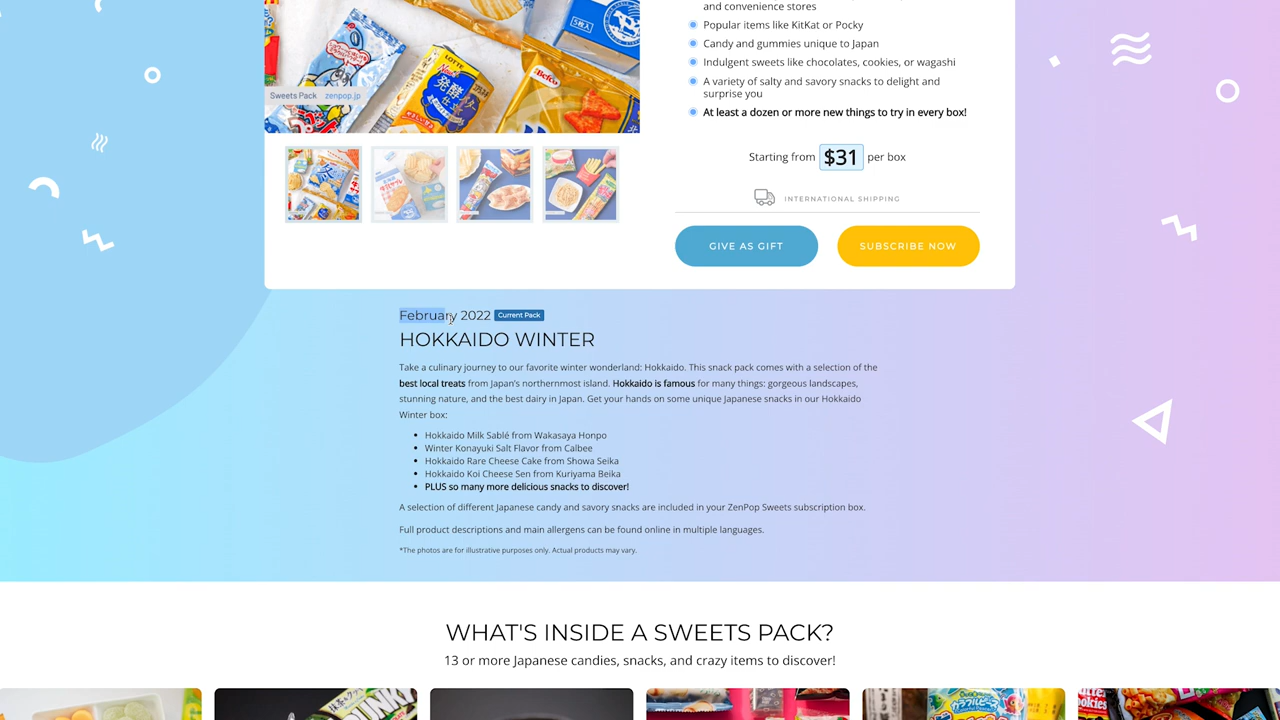 and convenience stores
Popular items like KitKat or Pocky
Candy and gummies unique to Japan
Indulgent sweets like chocolates, cookies, or wagashi
A variety of salty and savory snacks to delight and
surprise you
At least a dozen or more new things to try in every box!
LOTTE
Befco
5枚入
Sweets Pack zenpop.jp
Starting from $31 per box
INTERNATIONAL SHIPPING
GIVE AS GIFT
SUBSCRIBE NOW
February 2022 Current Pack
HOKKAIDO WINTER
Take a culinary journey to our favorite winter wonderland: Hokkaido. This snack pack comes with a selection of the
best local treats from Japan's northernmost island. Hokkaido is famous for many things: gorgeous landscapes,
stunning nature, and the best dairy in Japan. Get your hands on some unique Japanese snacks in our Hokkaido
Winter box:
Hokkaido Milk Sablé from Wakasaya Honpo
Winter Konayuki Salt Flavor from Calbee
Hokkaido Rare Cheese Cake from Showa Seika
Hokkaido Koi Cheese Sen from Kuriyama Beika
PLUS so many more delicious snacks to discover!
A selection of different Japanese candy and savory snacks are included in your ZenPop Sweets subscription box.
Full product descriptions and main allergens can be found online in multiple languages.
*The photos are for illustrative purposes only. Actual products may vary.
WHAT'S INSIDE A SWEETS PACK?
13 or more Japanese candies, snacks, and crazy items to discover!